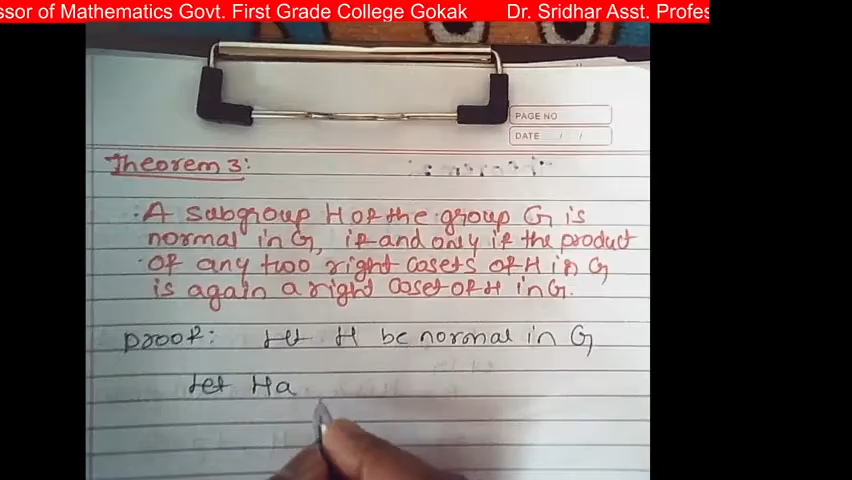 ssor of Mathematics Govt. First Grade College Gokak Dr. Sridhar Asst. Profes
PAGE NO
DATE / /
Theorem 3:
A subgroup H of the group G is
normal in G, if and only if the product
of any two right cosets of H in G
is again a right coset of H in G.
proof: Let H be normal in G
Let Ha